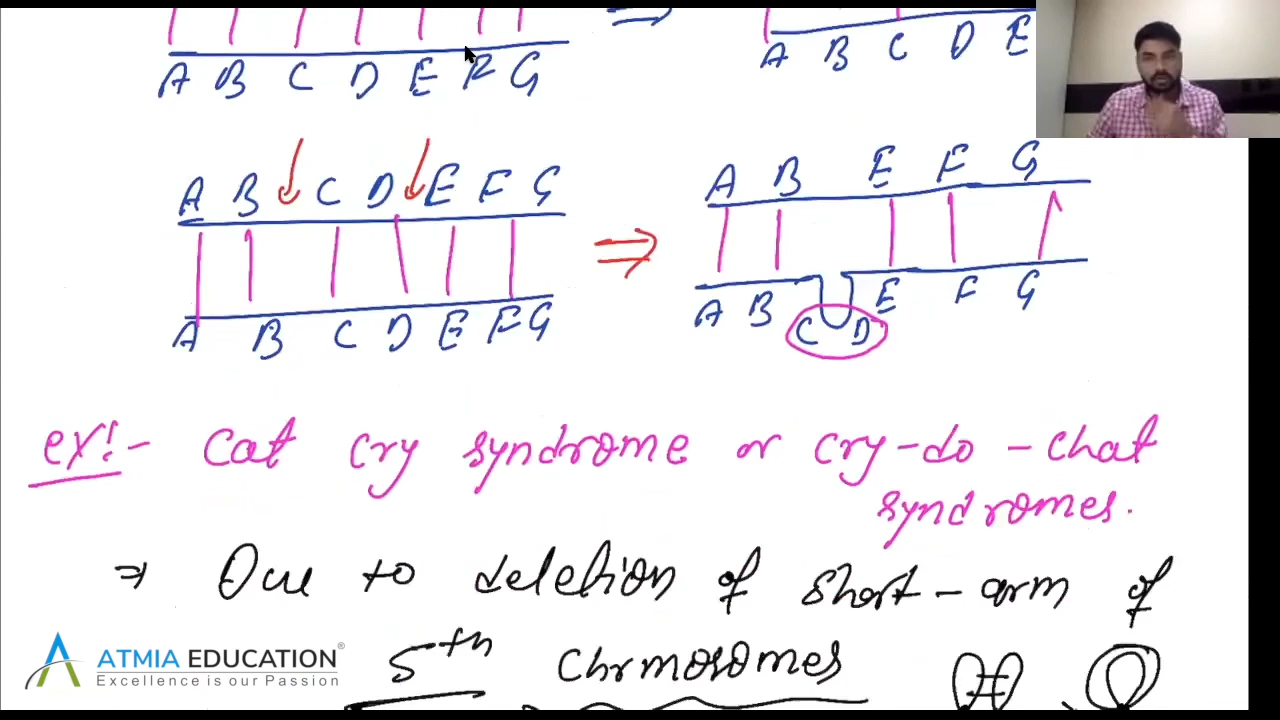 A B C D E
A B C D E F G
A B C D E F G
A B E F G
A B C D E F G
A B C D E F G
ex:- Cat cry syndrome or cry-do-chat
syndromes.
⇒ Due to deletion of short-arm of
5th Chrmosomes
ATMIA EDUCATION®
Excellence is our Passion